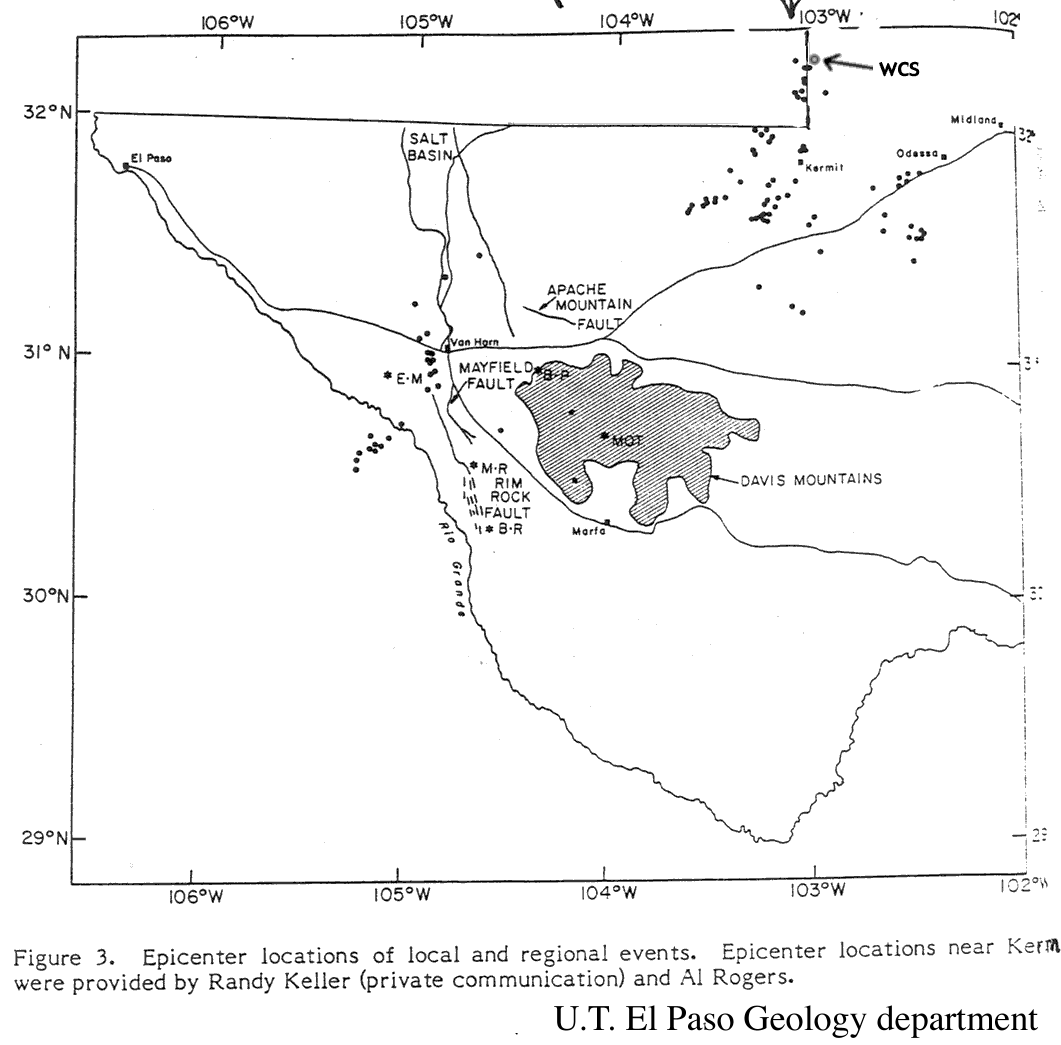 106°W 105°W 104°W 103°W 102°
WCS
32°N
Midland
32°
SALT
BASIN
El Paso
Odessa
Kermit
APACHE
MOUNTAIN
FAULT
31°N
Van Horn
MAYFIELD
FAULT
E·M
B·P
MOT
M·R
RIM
ROCK
FAULT
B·R
DAVIS MOUNTAINS
Marfa
Rio Grande
30°N
29°N
29
106°W 105°W 104°W 103°W 102°W
Figure 3. Epicenter locations of local and regional events. Epicenter locations near Kerm
were provided by Randy Keller (private communication) and Al Rogers.
U.T. El Paso Geology department